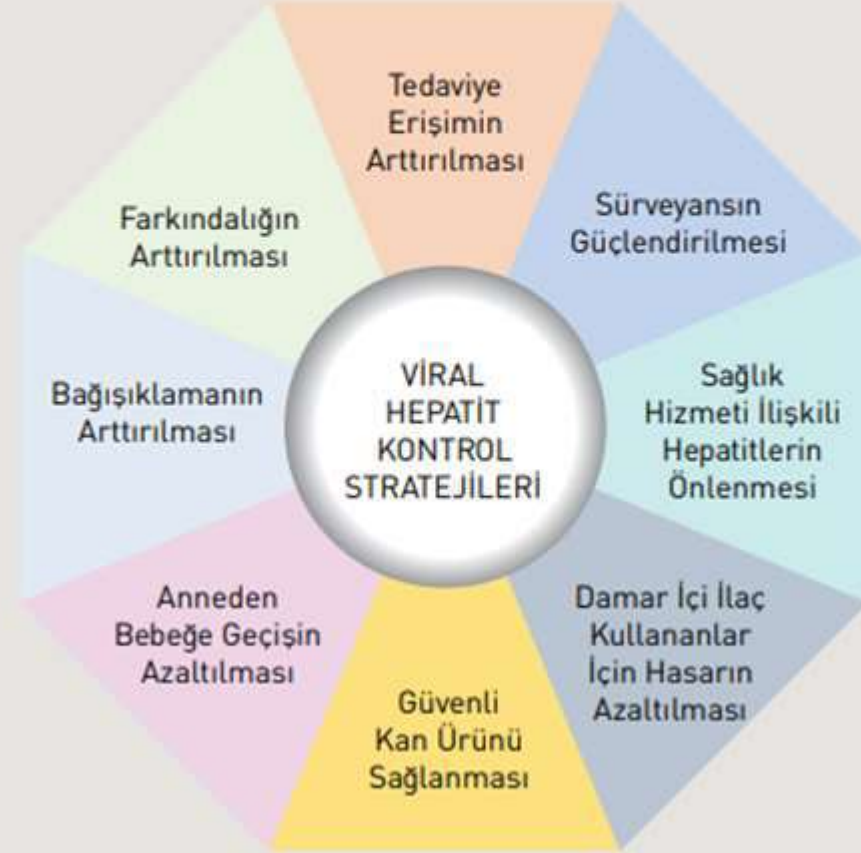 Tedaviye
Erişimin
Arttırılması
Sürveyansın
Güçlendirilmesi
Sağlık
Hizmeti İlişkili
Hepatitlerin
Önlenmesi
Damar İçi İlaç
Kullananlar
İçin Hasarın
Azaltılması
Güvenli
Kan Ürünü
Sağlanması
Anneden
Bebeğe Geçişin
Azaltılması
Bağışıklamanın
Arttırılması
Farkındalığın
Arttırılması
VİRAL
HEPATİT
KONTROL
STRATEJİLERİ